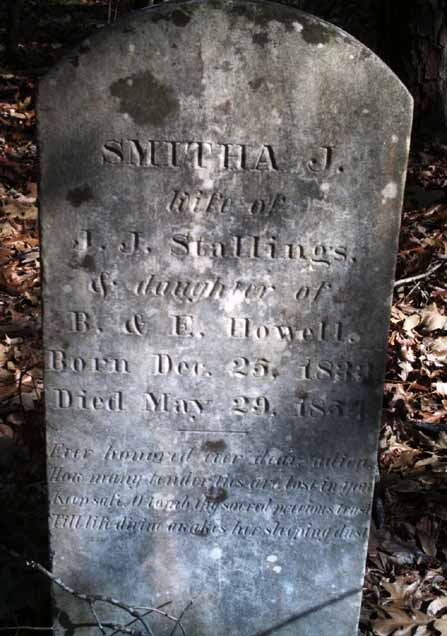 SMITHA J.
Wife of
J. J. Stallings,
& daughter of
B. & E. Howell.
Born Dec. 25, 1833
Died May 29, 1857
Ever honored ever dear, adieu,
How many tender ties are lost in you
Keep safe, O tomb thy sacred precious trust
Till life divine awakes her sleeping dust